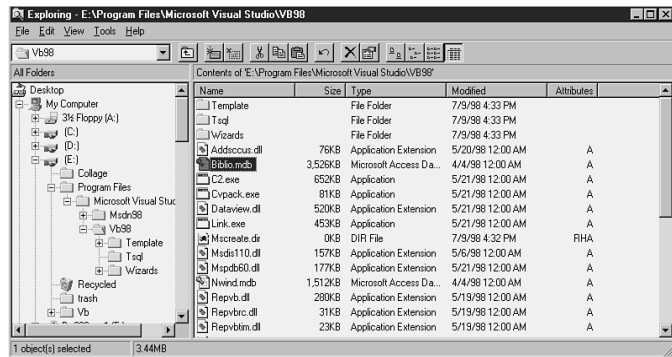 Exploring - E:\Program Files\Microsoft Visual Studio\VB98
File Edit View Tools Help
Vb98
All Folders
Contents of 'E:\Program Files\Microsoft Visual Studio\VB98'
Desktop
My Computer
3½ Floppy (A:)
(C:)
(D:)
(E:)
Collage
Program Files
Microsoft Visual Stud
Msdn98
Vb98
Template
Tsql
Wizards
Recycled
trash
Vb
Name Size Type Modified Attributes
Template File Folder 7/9/98 4:33 PM
Tsql File Folder 7/9/98 4:33 PM
Wizards File Folder 7/9/98 4:33 PM
Addsccus.dll 76KB Application Extension 5/20/98 12:00 AM A
Biblio.mdb 3,526KB Microsoft Access Da... 4/4/98 12:00 AM A
C2.exe 652KB Application 5/21/98 12:00 AM A
Cvpack.exe 81KB Application 5/21/98 12:00 AM A
Dataview.dll 520KB Application Extension 5/21/98 12:00 AM A
Link.exe 453KB Application 5/21/98 12:00 AM A
Mscreate.dir 0KB DIR File 7/9/98 4:32 PM RHA
Msdis110.dll 157KB Application Extension 5/6/98 12:00 AM A
Mspdb60.dll 177KB Application Extension 5/21/98 12:00 AM A
Nwind.mdb 1,512KB Microsoft Access Da... 4/4/98 12:00 AM A
Repvb.dll 280KB Application Extension 5/19/98 12:00 AM A
Repvbrc.dll 31KB Application Extension 5/19/98 12:00 AM A
Repvbtim.dll 23KB Application Extension 5/19/98 12:00 AM A
1 object(s) selected 3.44MB